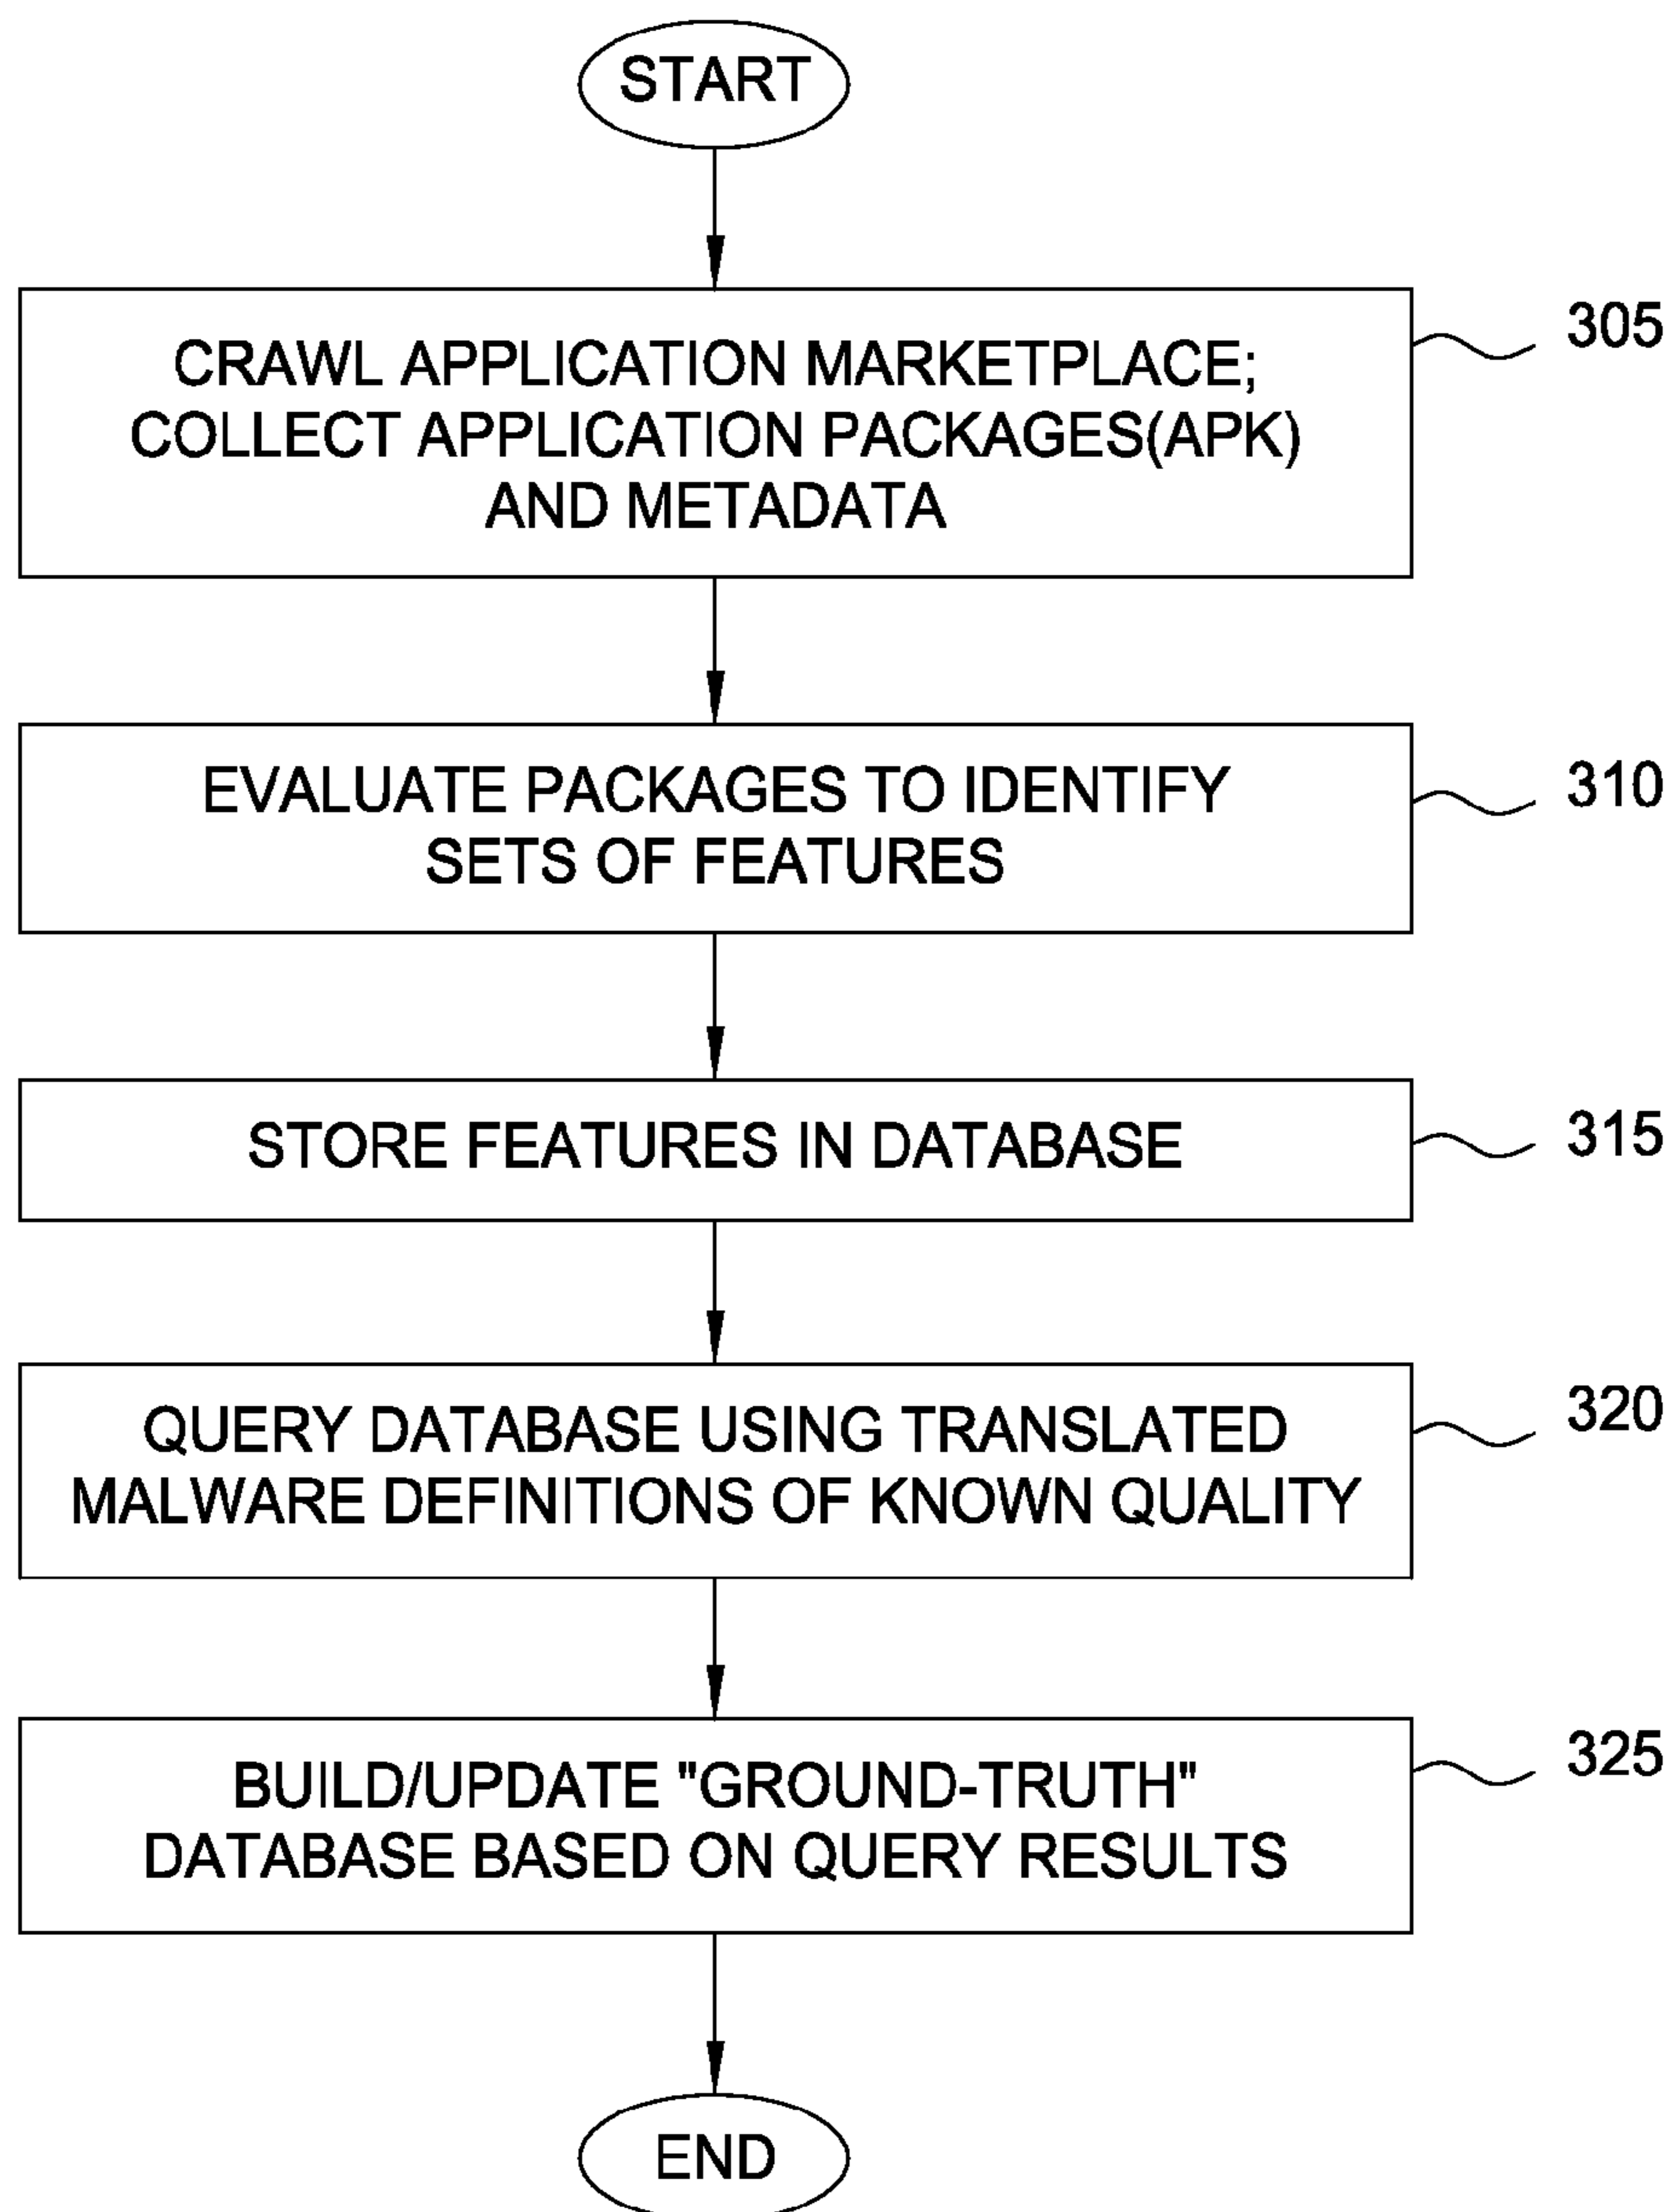 START
CRAWL APPLICATION MARKETPLACE;
COLLECT APPLICATION PACKAGES(APK)
AND METADATA
305
EVALUATE PACKAGES TO IDENTIFY
SETS OF FEATURES
310
STORE FEATURES IN DATABASE
315
QUERY DATABASE USING TRANSLATED
MALWARE DEFINITIONS OF KNOWN QUALITY
320
BUILD/UPDATE "GROUND-TRUTH"
DATABASE BASED ON QUERY RESULTS
325
END